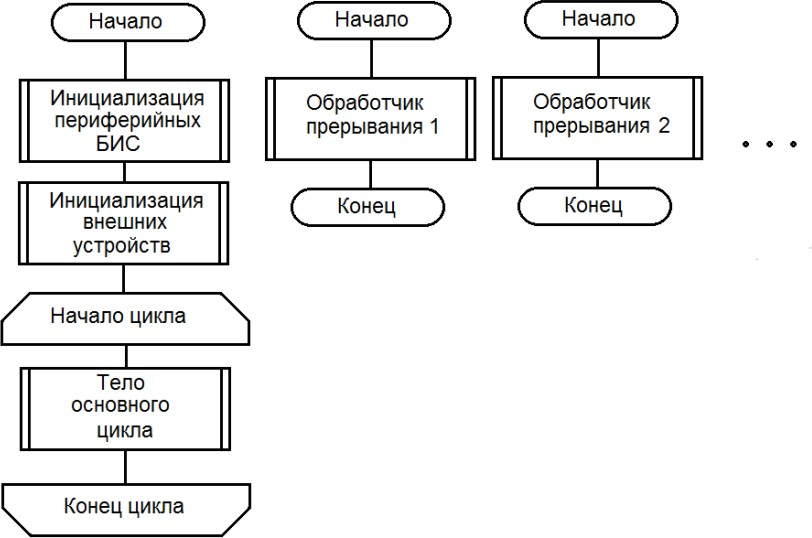 Начало
Инициализация
периферийных
БИС
Инициализация
внешних
устройств
Начало цикла
Тело
основного
цикла
Конец цикла
Начало
Обработчик
прерывания 1
Конец
Начало
Обработчик
прерывания 2
Конец
. . .